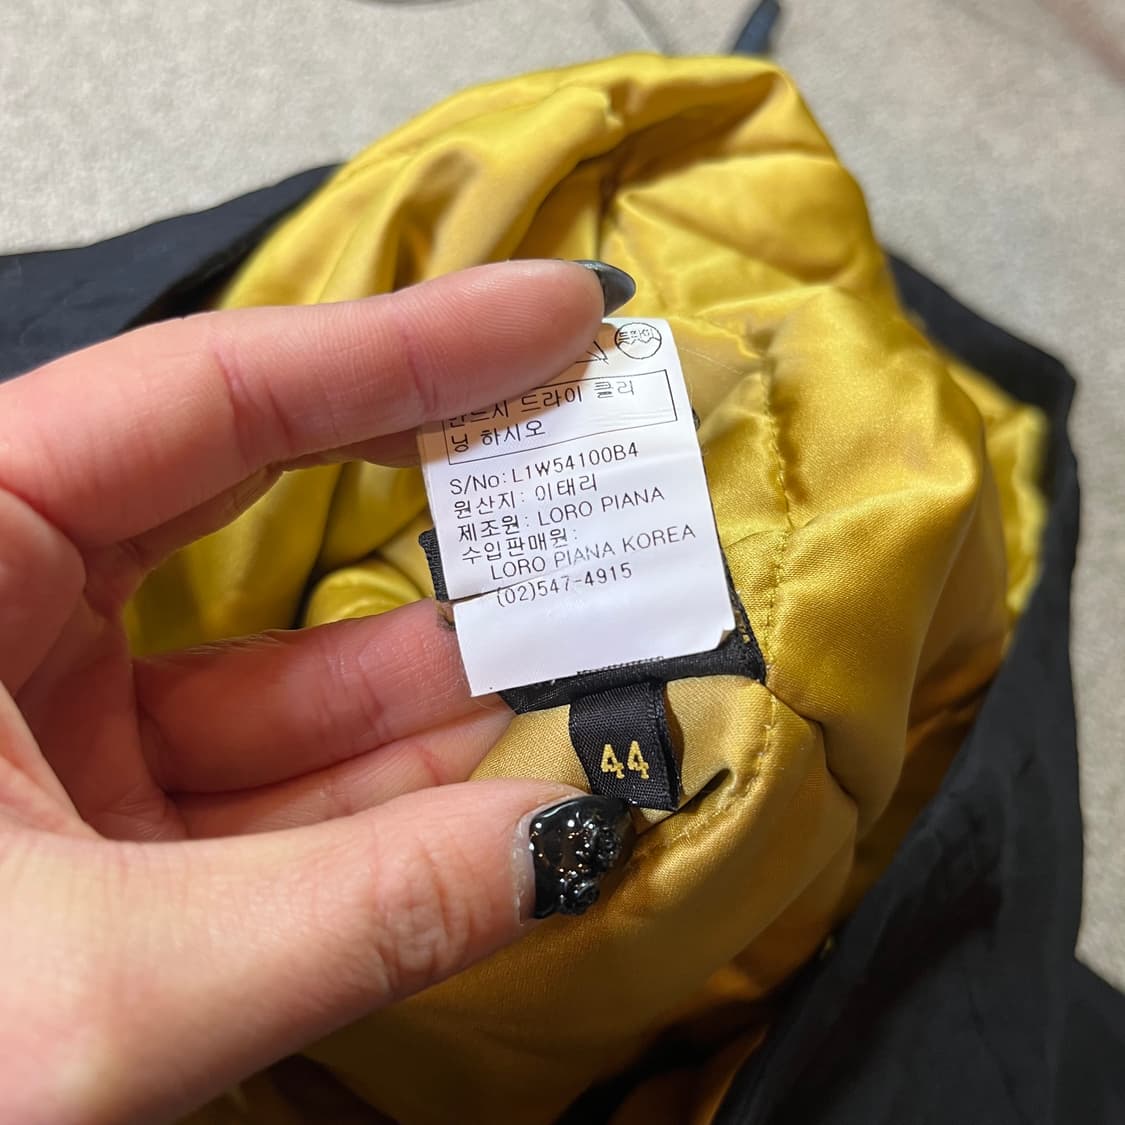 드라이 클리
닝 하시오
S/No: L1W54100B4
원산지: 이태리
제조원: LORO PIANA
수입판매원:
LORO PIANA KOREA
(02)547-4915
44